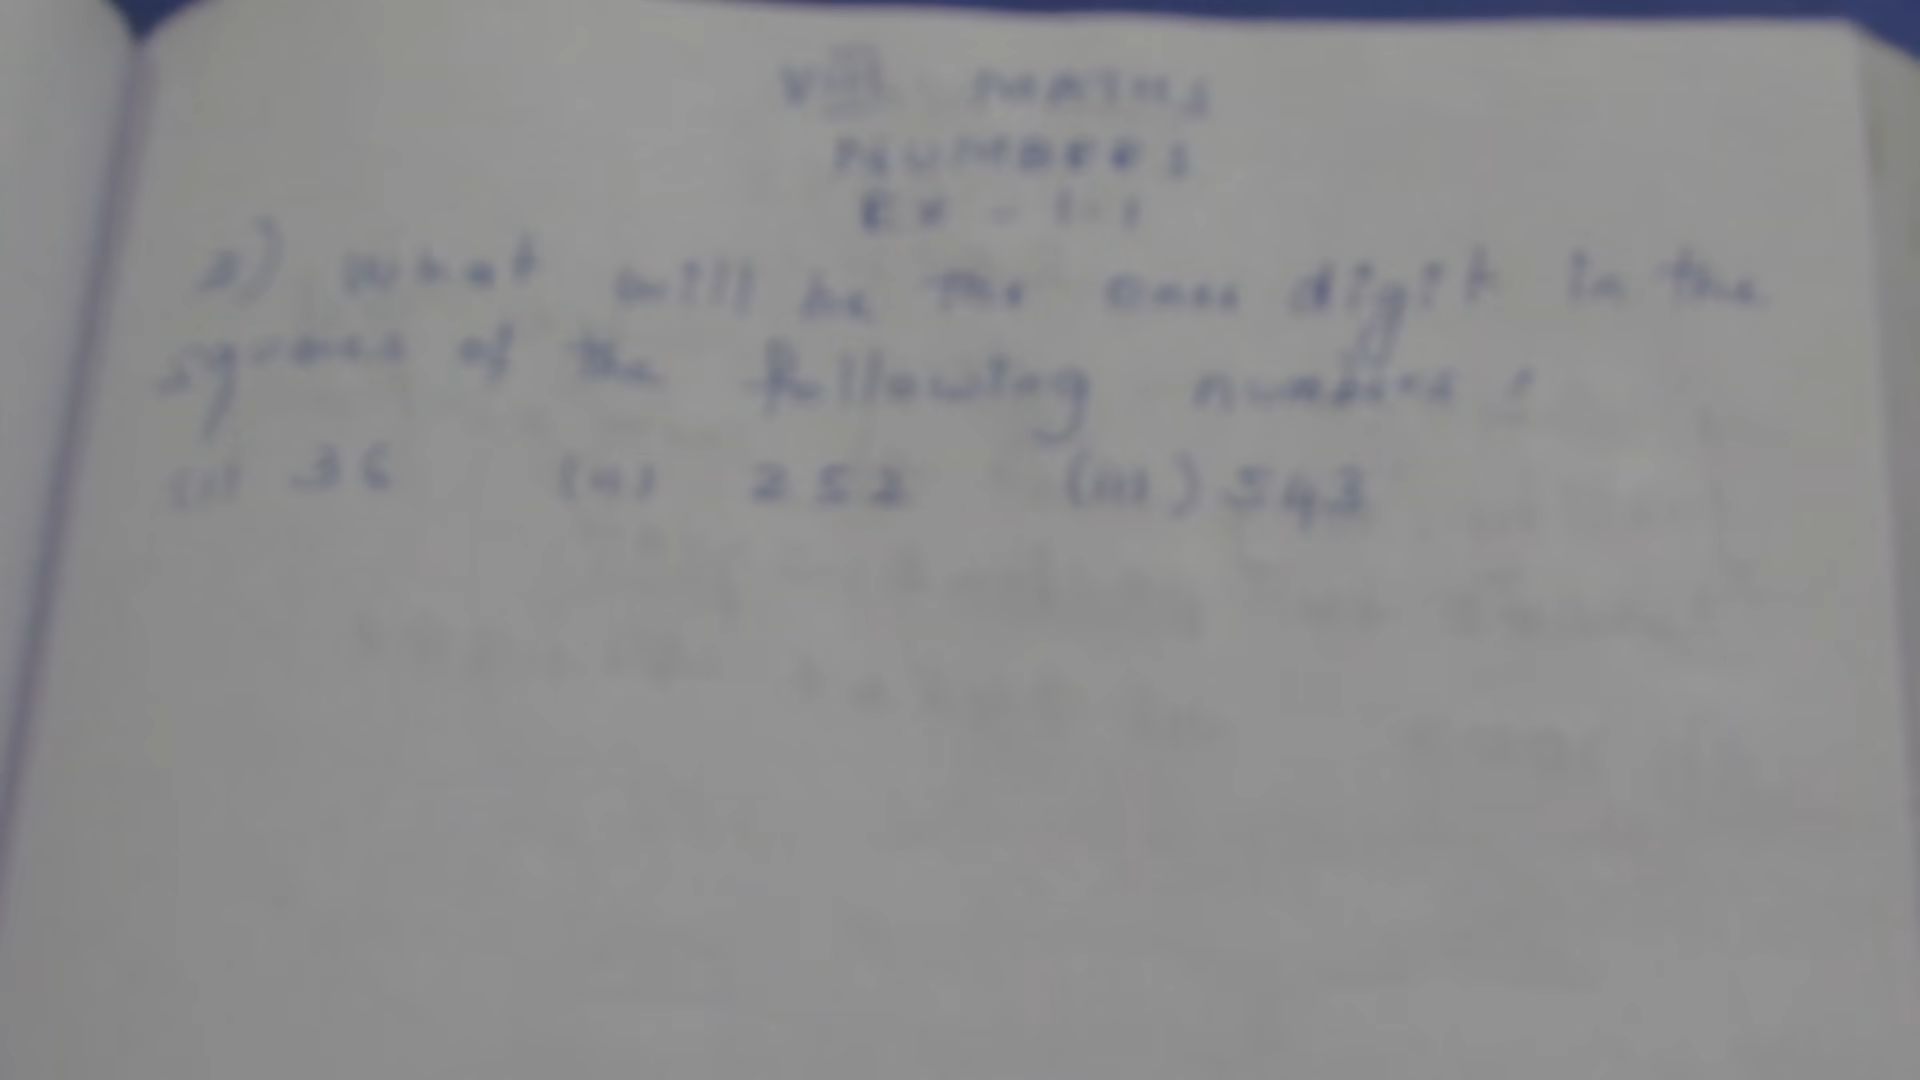 VIII MATHS
NUMBERS
EX - 1.1
2) What will be the ones digit in the
squares of the following numbers ?
(i) 36 (ii) 252 (iii) 543